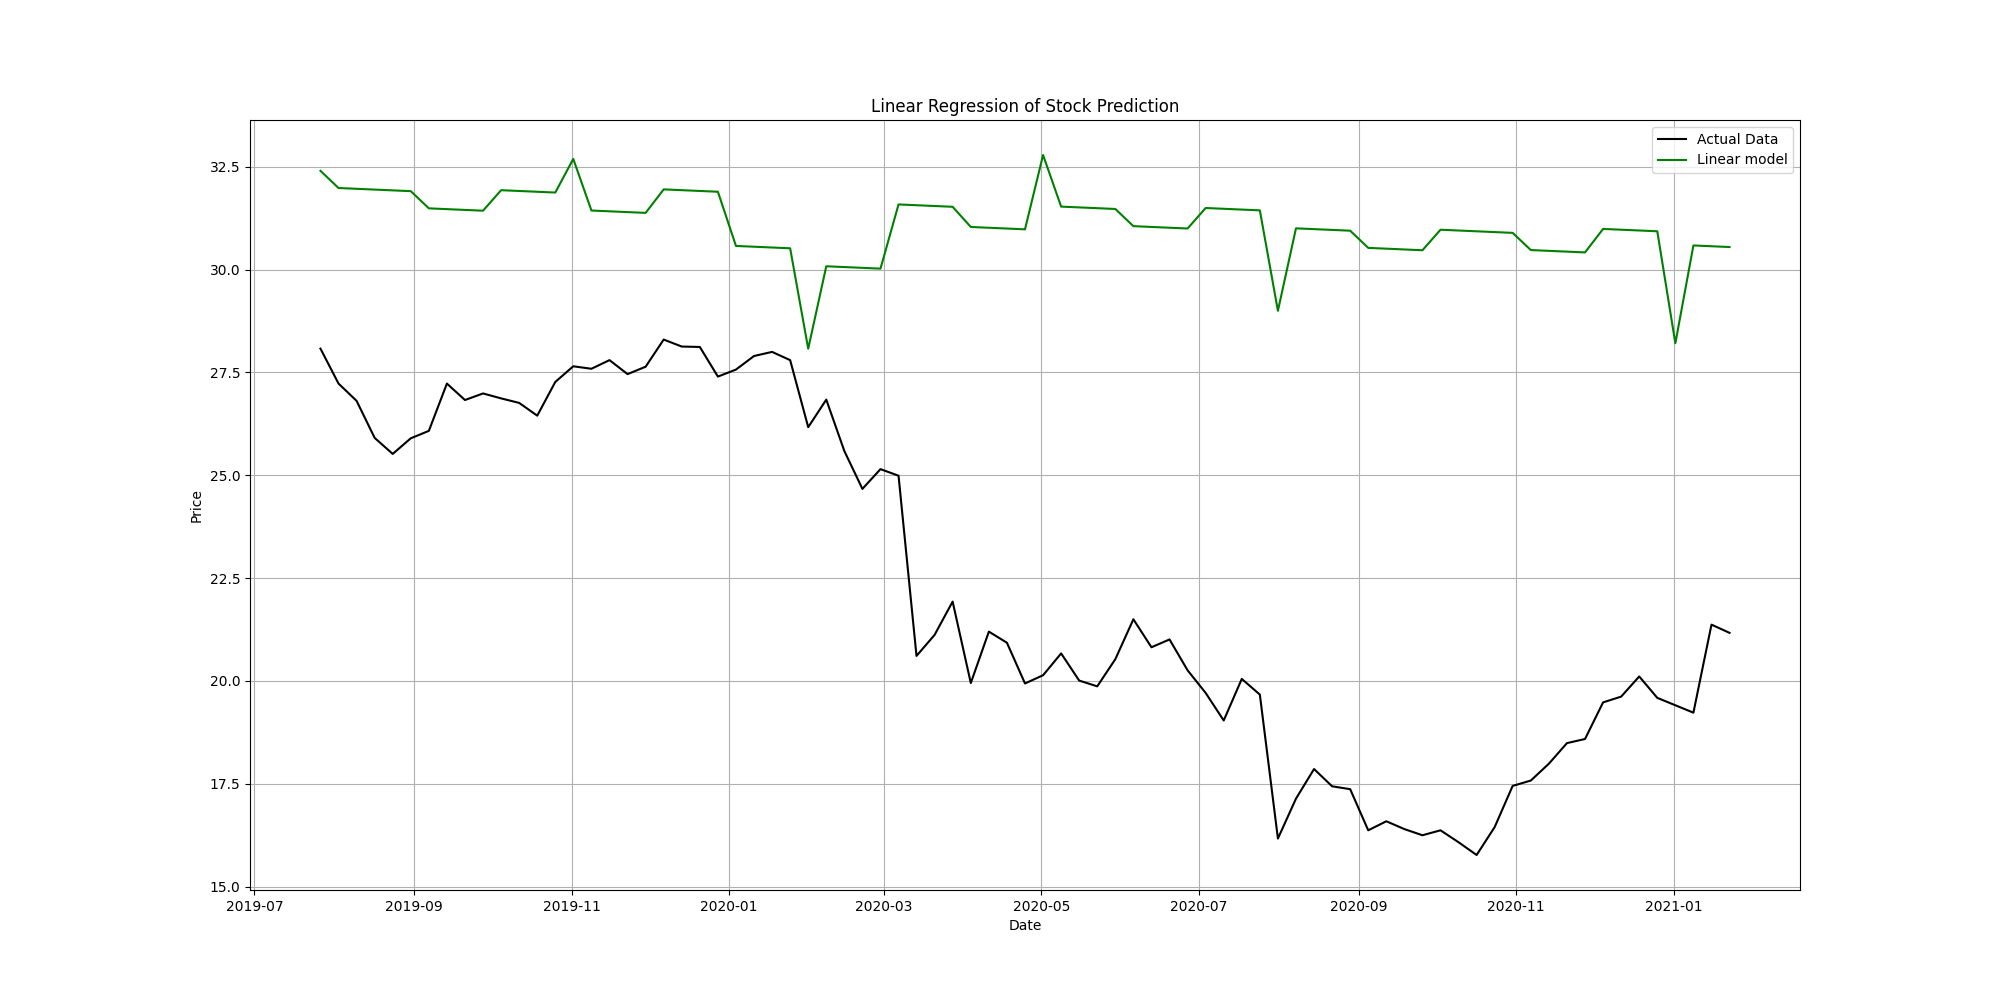 Linear Regression of Stock Prediction
Actual Data
Linear model
32.5
30.0
27.5
25.0
22.5
20.0
17.5
15.0
Price
2019-07 2019-09 2019-11 2020-01 2020-03 2020-05 2020-07 2020-09 2020-11 2021-01
Date